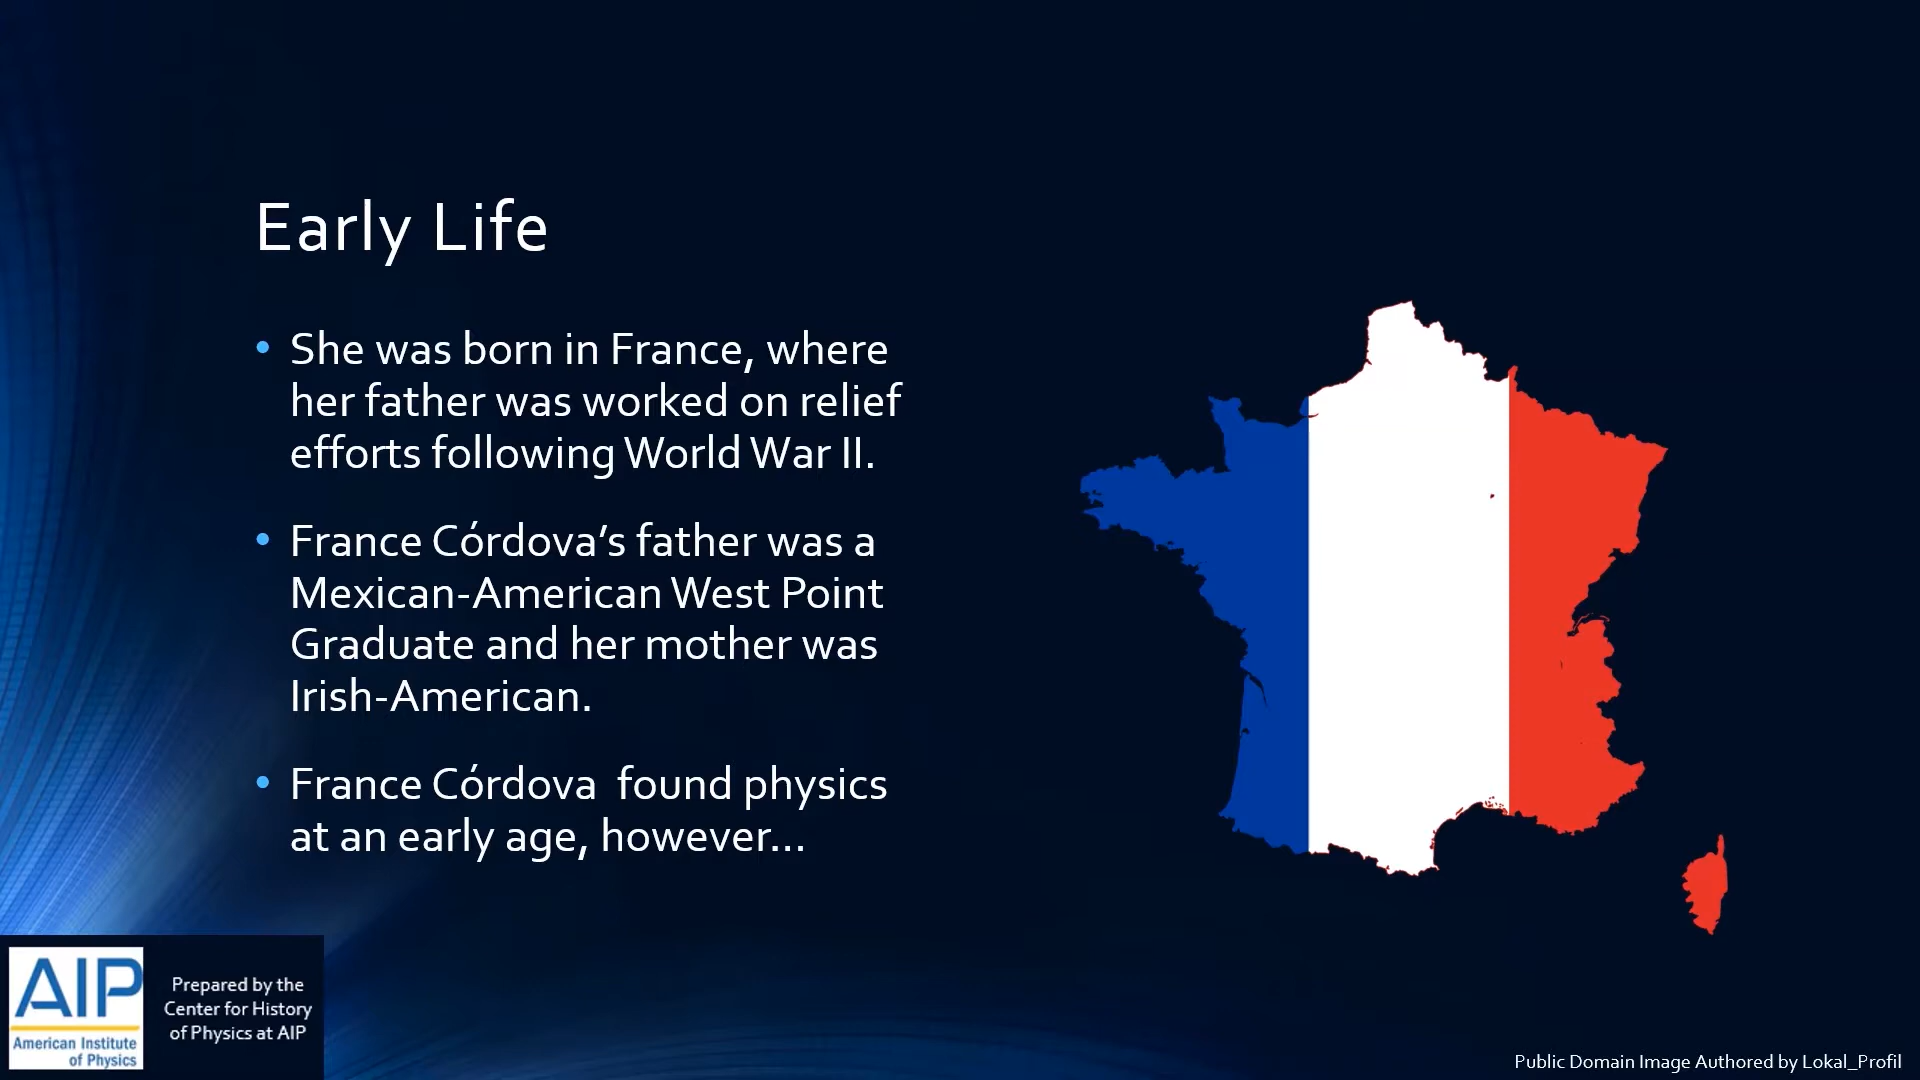 Early Life
• She was born in France, where
her father was worked on relief
efforts following World War II.
• France Córdova’s father was a
Mexican-American West Point
Graduate and her mother was
Irish-American.
• France Córdova  found physics
at an early age, however...
AIP
American Institute
of Physics
Prepared by the
Center for History
of Physics at AIP
Public Domain Image Authored by Lokal_Profil